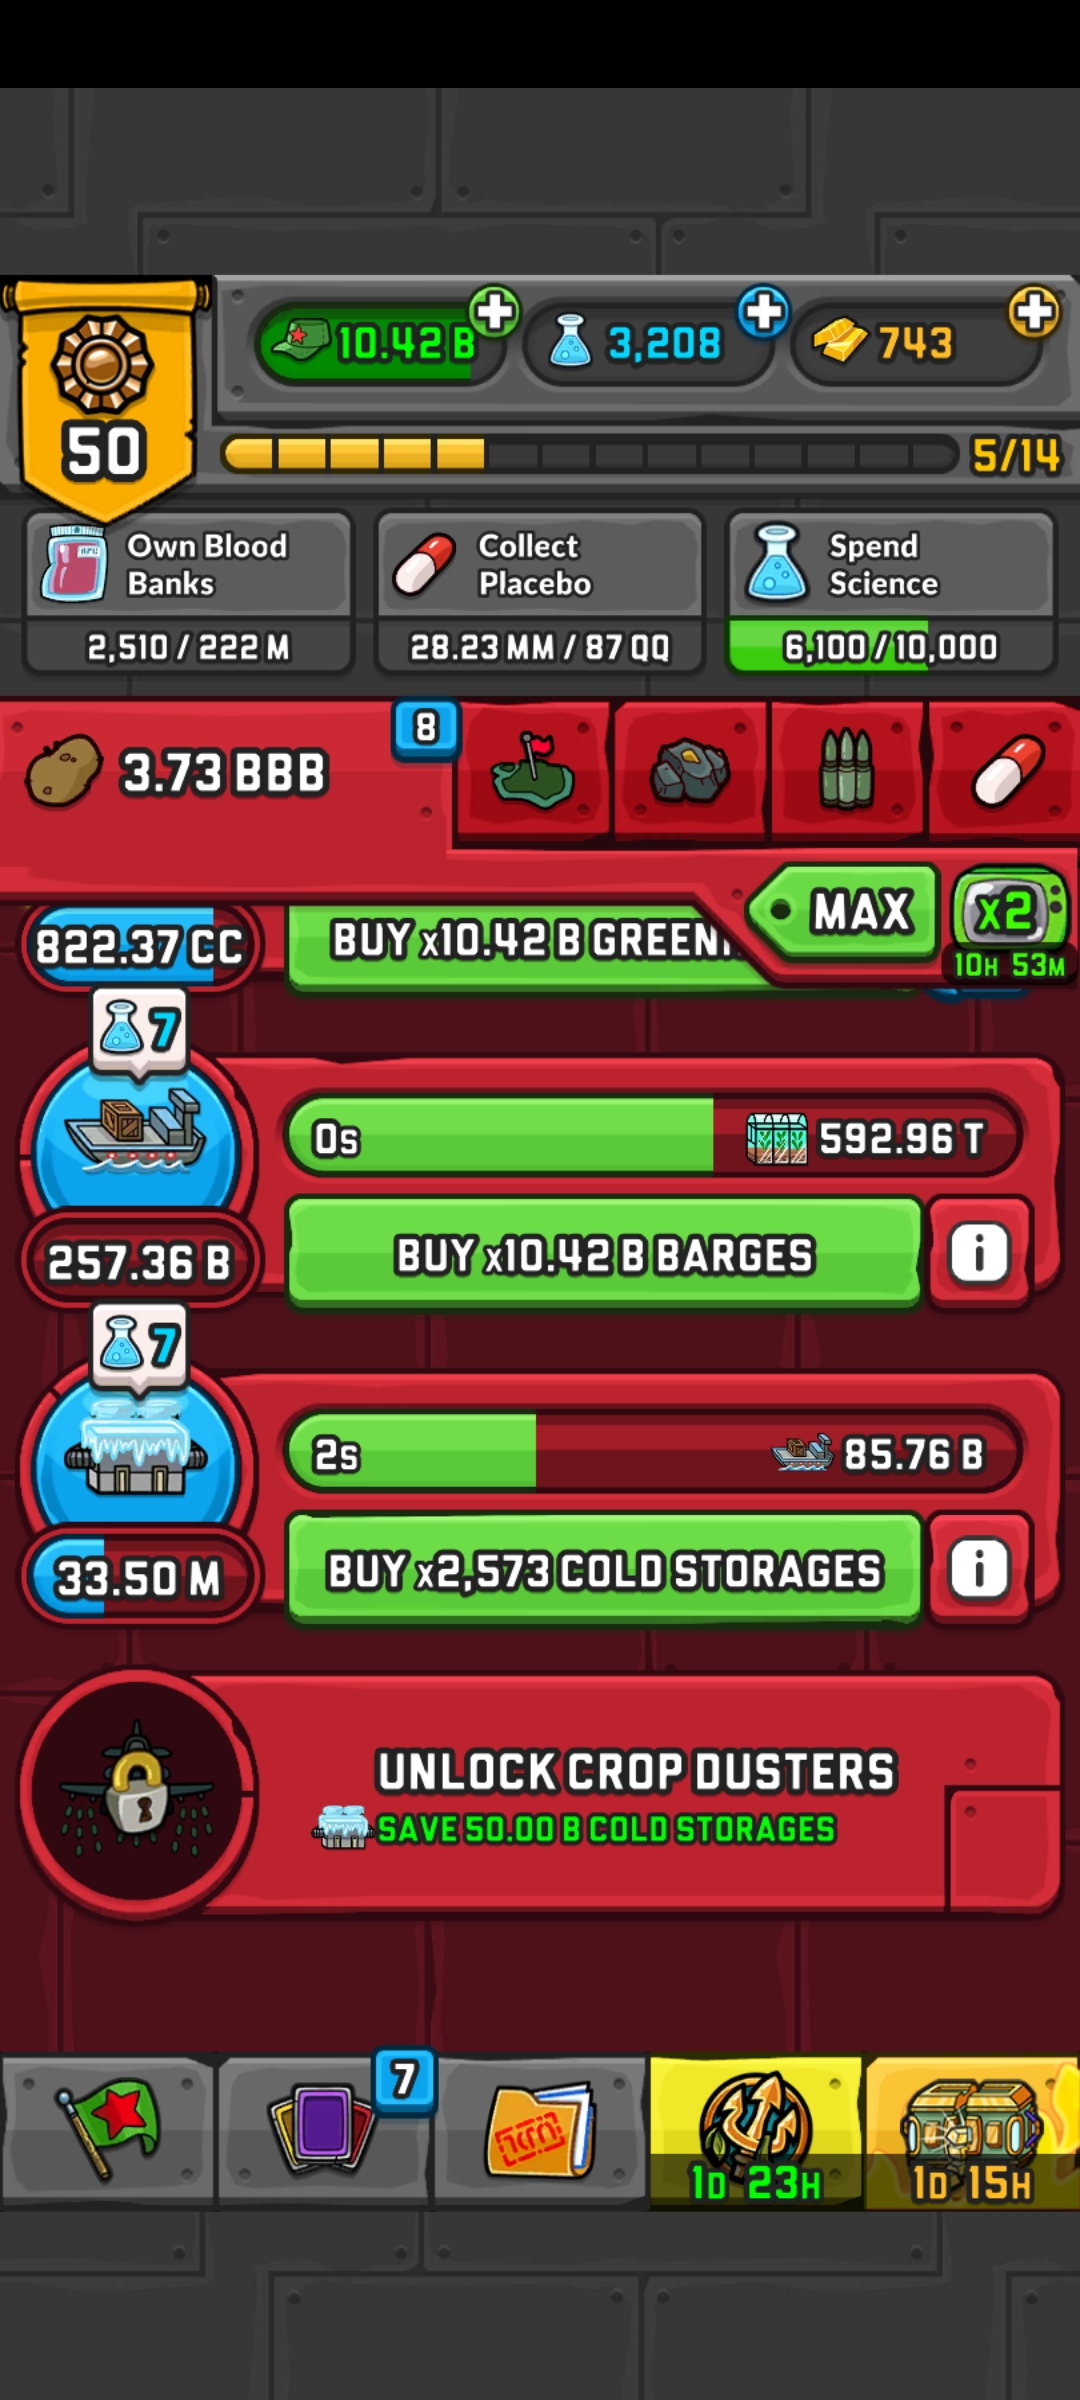 10.42 B
3,208
743
50
5/14
Own Blood
Banks
2,510 / 222 M
Collect
Placebo
28.23 MM / 87 QQ
Spend
Science
6,100 / 10,000
3.73 BBB
8
MAX
x2
10H 53M
822.37 CC
BUY x10.42 B GREEN
7
0s
592.96 T
257.36 B
BUY x10.42 B BARGES
i
7
2s
85.76 B
33.50 M
BUY x2,573 COLD STORAGES
i
UNLOCK CROP DUSTERS
SAVE 50.00 B COLD STORAGES
7
1D 23H
1D 15H